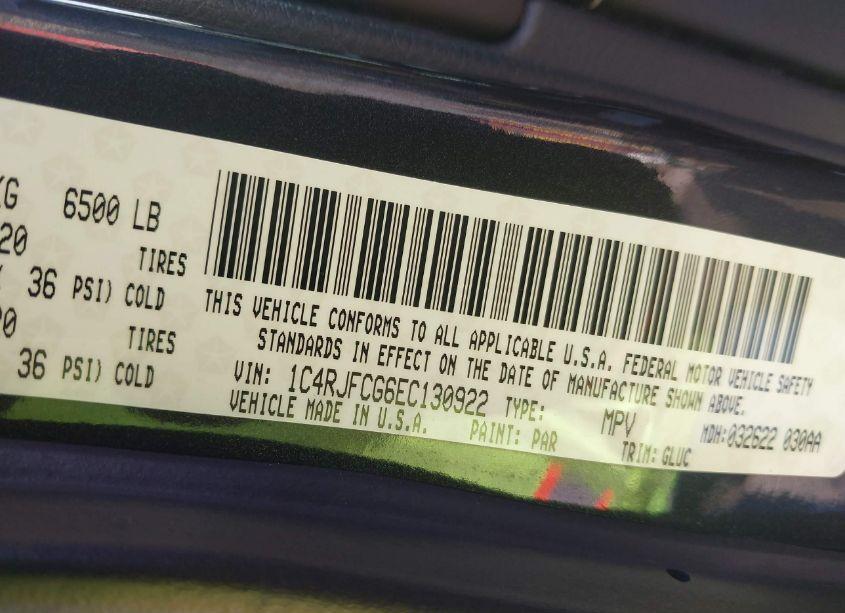 KG 6500 LB
20 TIRES
36 PSI) COLD
20 TIRES
36 PSI) COLD
THIS VEHICLE CONFORMS TO ALL APPLICABLE U.S.A. FEDERAL MOTOR VEHICLE SAFETY
STANDARDS IN EFFECT ON THE DATE OF MANUFACTURE SHOWN ABOVE.
VIN: 1C4RJFCG6EC130922 TYPE: MPV MDH:032622 030AA
VEHICLE MADE IN U.S.A. PAINT: PAR TRIM: GLUC